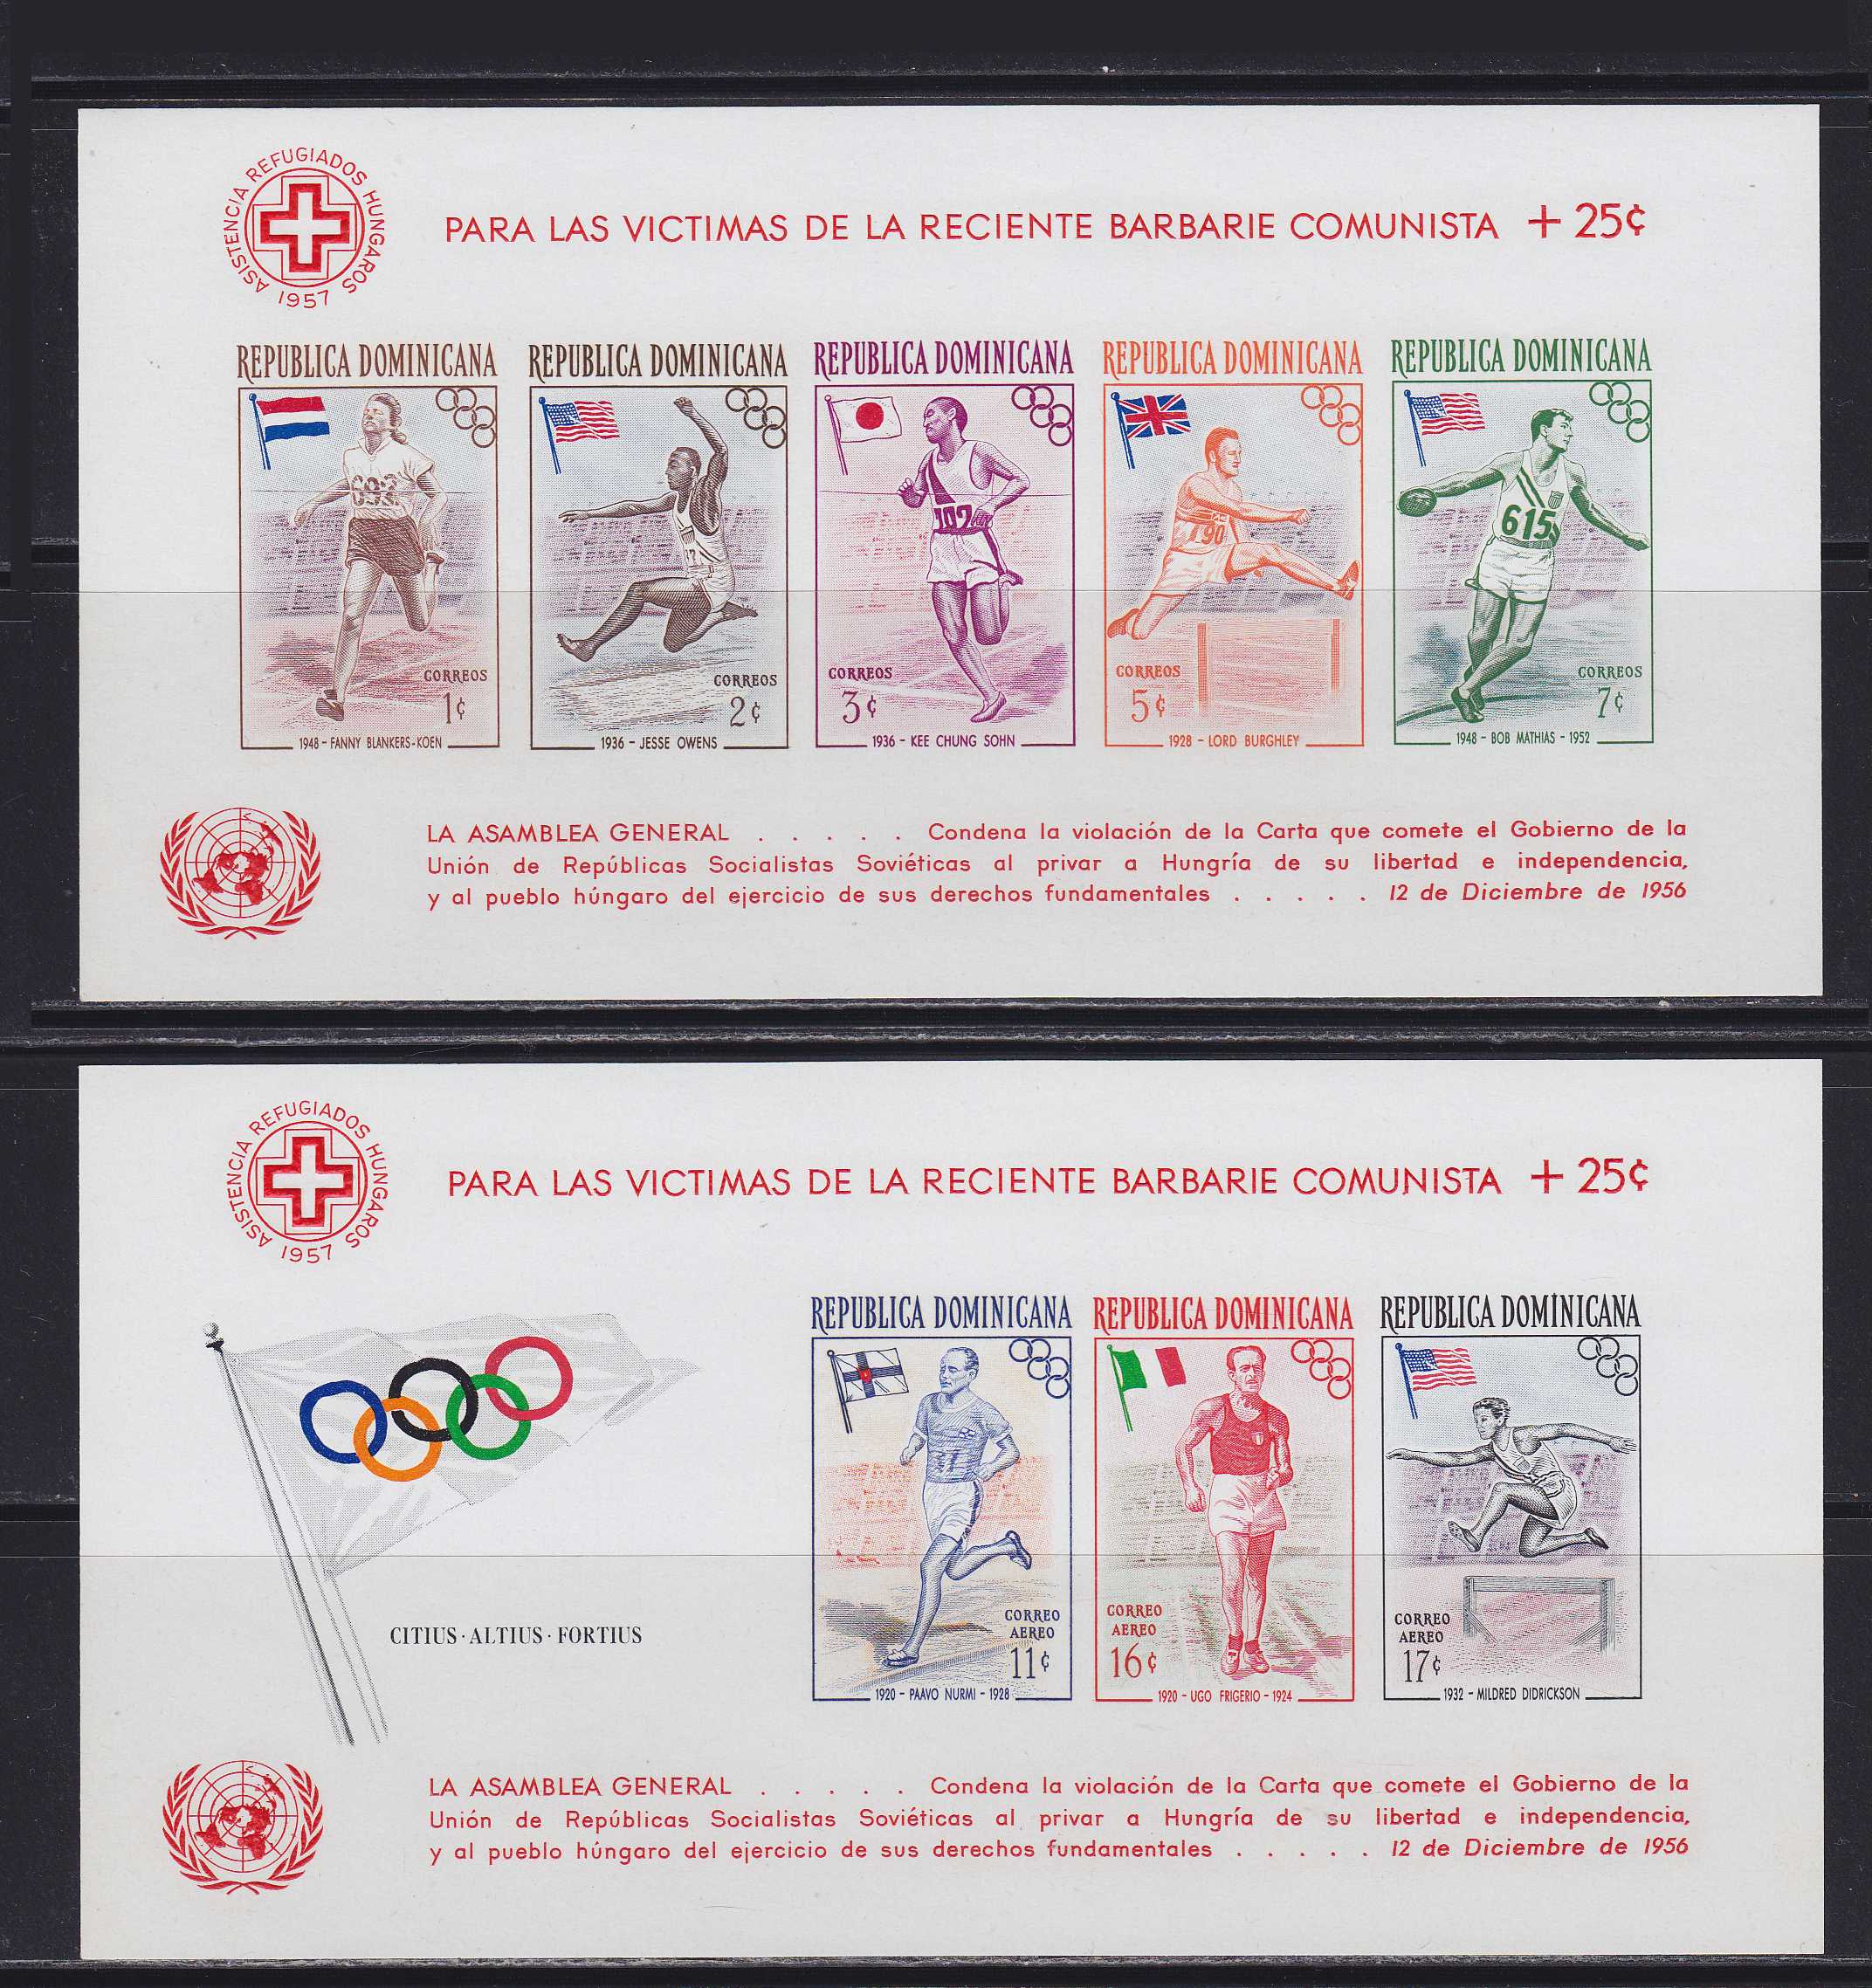 ASISTENCIA REFUGIADOS HUNGAROS
1957
PARA LAS VICTIMAS DE LA RECIENTE BARBARIE COMUNISTA + 25¢
REPUBLICA DOMINICANA
692
CORREOS
1¢
1948 - FANNY BLANKERS-KOEN
REPUBLICA DOMINICANA
CORREOS
2¢
1936 - JESSE OWENS
REPUBLICA DOMINICANA
CORREOS
3¢
1936 - KEE CHUNG SOHN
REPUBLICA DOMINICANA
90
CORREOS
5¢
1928 - LORD BURGHLEY
REPUBLICA DOMINICANA
615
CORREOS
7¢
1948 - BOB MATHIAS - 1952
LA ASAMBLEA GENERAL . . . . . Condena la violación de la Carta que comete el Gobierno de la
Unión de Repúblicas Socialistas Soviéticas al privar a Hungría de su libertad e independencia,
y al pueblo húngaro del ejercicio de sus derechos fundamentales . . . . . 12 de Diciembre de 1956
ASISTENCIA REFUGIADOS HUNGAROS
1957
PARA LAS VICTIMAS DE LA RECIENTE BARBARIE COMUNISTA + 25¢
CITIUS · ALTIUS · FORTIUS
REPUBLICA DOMINICANA
CORREO
AEREO
11¢
1920 - PAAVO NURMI - 1928
REPUBLICA DOMINICANA
CORREO
AEREO
16¢
1920 - UGO FRIGERIO - 1924
REPUBLICA DOMINICANA
CORREO
AEREO
17¢
1932 - MILDRED DIDRICKSON
LA ASAMBLEA GENERAL . . . . . Condena la violación de la Carta que comete el Gobierno de la
Unión de Repúblicas Socialistas Soviéticas al privar a Hungría de su libertad e independencia,
y al pueblo húngaro del ejercicio de sus derechos fundamentales . . . . . 12 de Diciembre de 1956